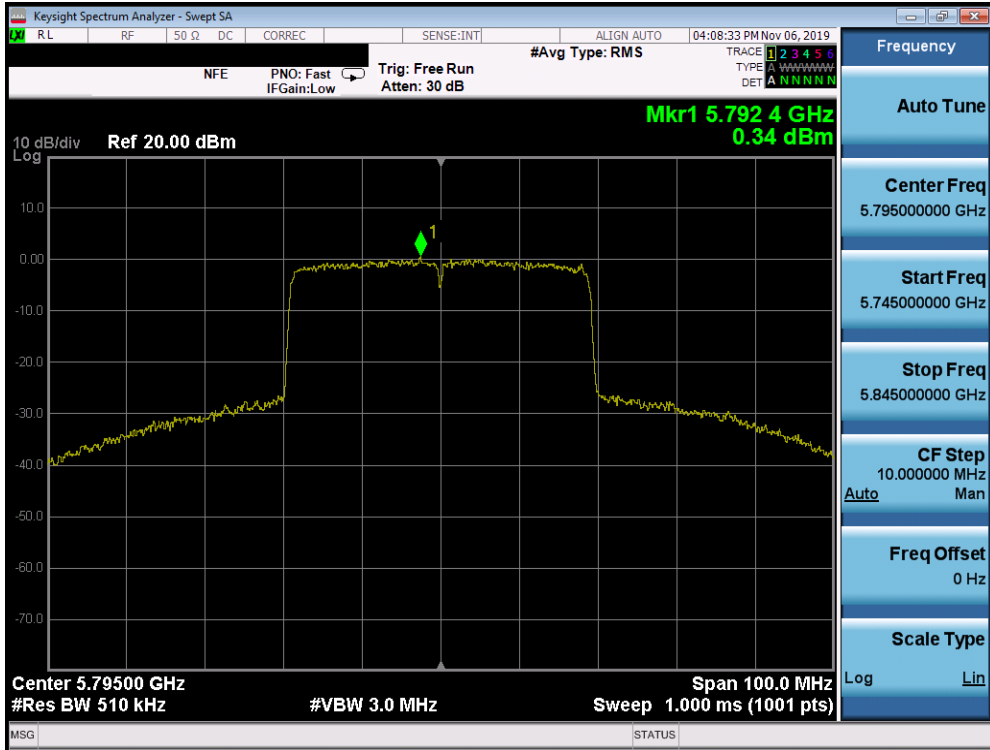 Keysight Spectrum Analyzer - Swept SA
LXI RL RF 50 Ω DC CORREC SENSE:INT ALIGN AUTO 04:08:33 PM Nov 06, 2019
NFE PNO: Fast Trig: Free Run #Avg Type: RMS TRACE 1 2 3 4 5 6
IFGain:Low Atten: 30 dB TYPE A WWWWW
DET A N N N N N
Mkr1 5.792 4 GHz
0.34 dBm
10 dB/div Ref 20.00 dBm
Log
1
10.0
0.00
-10.0
-20.0
-30.0
-40.0
-50.0
-60.0
-70.0
Center 5.79500 GHz Span 100.0 MHz
#Res BW 510 kHz #VBW 3.0 MHz Sweep 1.000 ms (1001 pts)
MSG STATUS
Frequency
Auto Tune
Center Freq
5.795000000 GHz
Start Freq
5.745000000 GHz
Stop Freq
5.845000000 GHz
CF Step
10.000000 MHz
Auto Man
Freq Offset
0 Hz
Scale Type
Log Lin